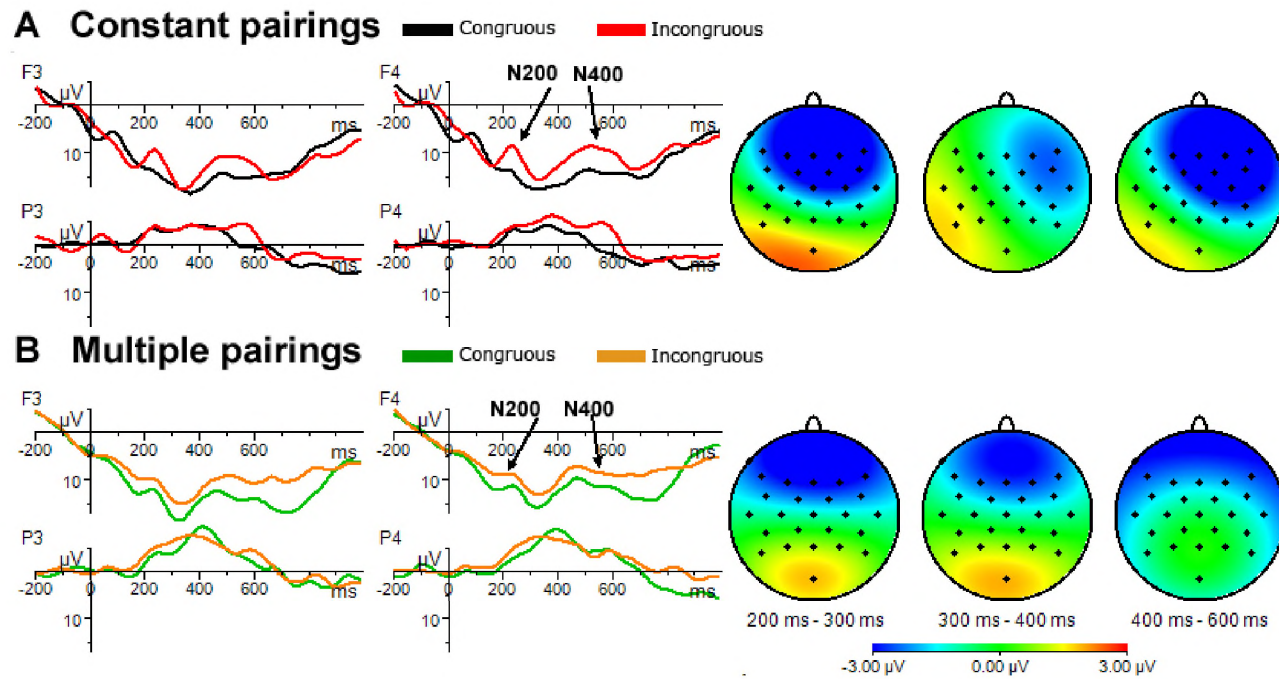 A Constant pairings Congruous Incongruous
F3 µV -200 0 200 400 600 ms 10
F4 µV N200 N400 -200 0 200 400 600 ms 10
P3 µV -200 0 200 400 600 ms 10
P4 µV -200 0 200 400 600 ms 10
B Multiple pairings Congruous Incongruous
F3 µV -200 0 200 400 600 ms 10
F4 µV N200 N400 -200 0 200 400 600 ms 10
P3 µV -200 0 200 400 600 ms 10
P4 µV -200 0 200 400 600 ms 10
200 ms - 300 ms 300 ms - 400 ms 400 ms - 600 ms
-3.00 µV 0.00 µV 3.00 µV